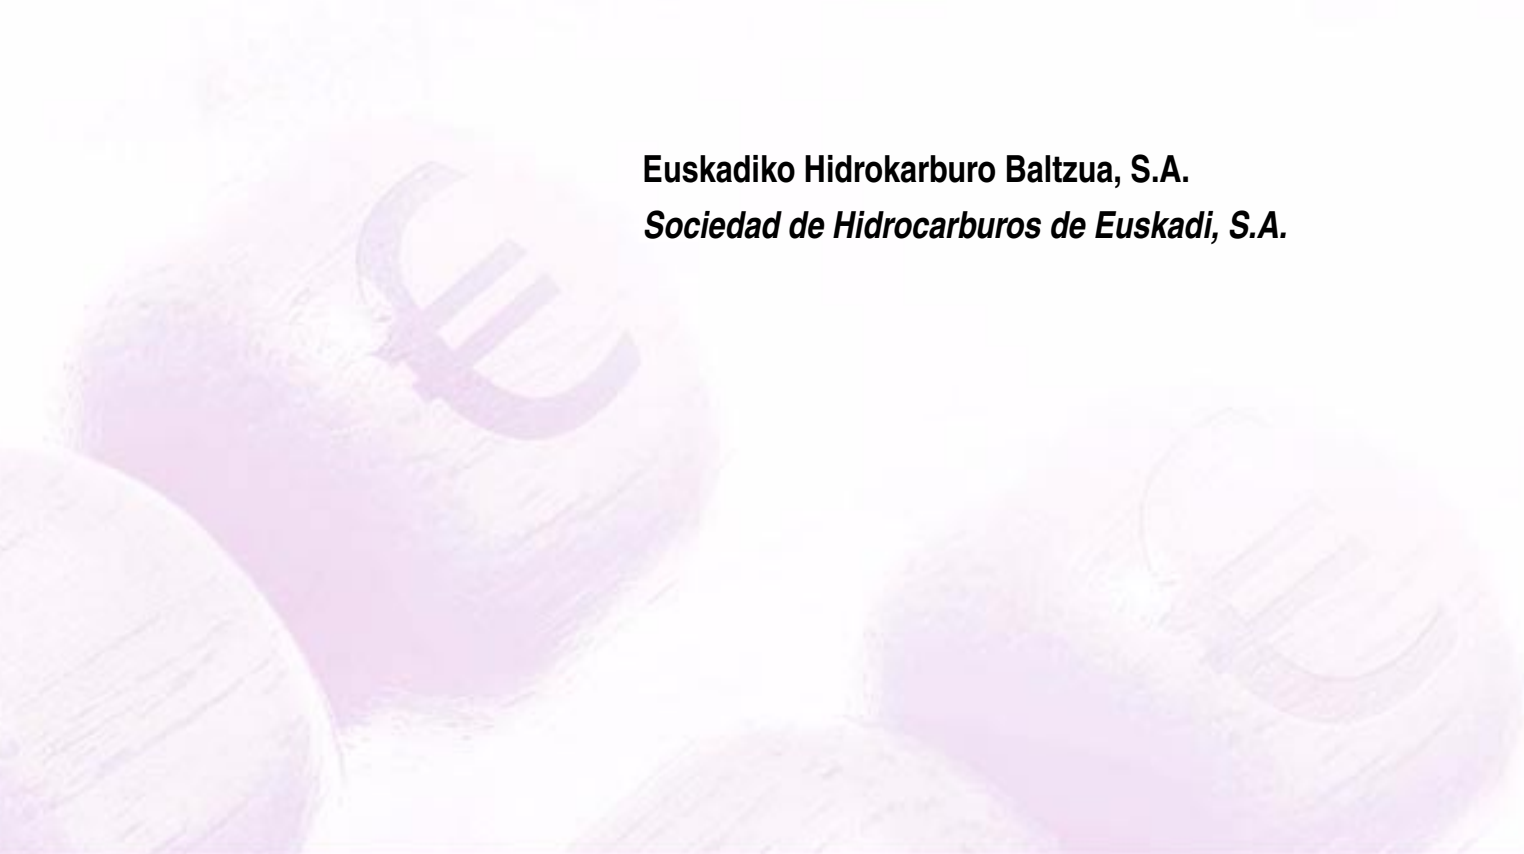 Euskadiko Hidrokarburo Baltzua, S.A.
Sociedad de Hidrocarburos de Euskadi, S.A.